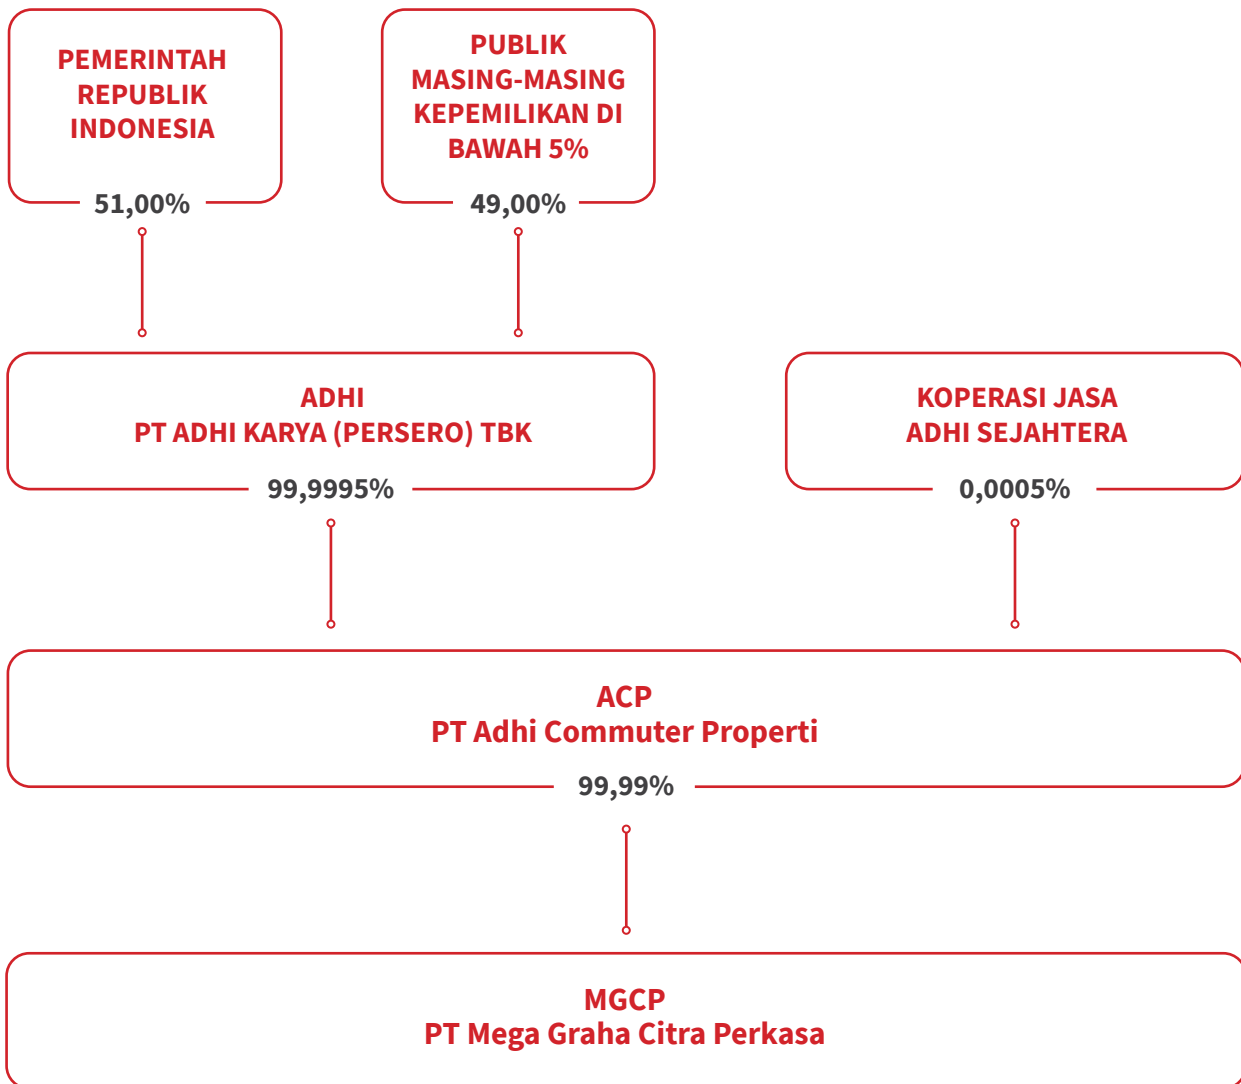 PEMERINTAH
REPUBLIK
INDONESIA
51,00%
PUBLIK
MASING-MASING
KEPEMILIKAN DI
BAWAH 5%
49,00%
ADHI
PT ADHI KARYA (PERSERO) TBK
99,9995%
KOPERASI JASA
ADHI SEJAHTERA
0,0005%
ACP
PT Adhi Commuter Properti
99,99%
MGCP
PT Mega Graha Citra Perkasa